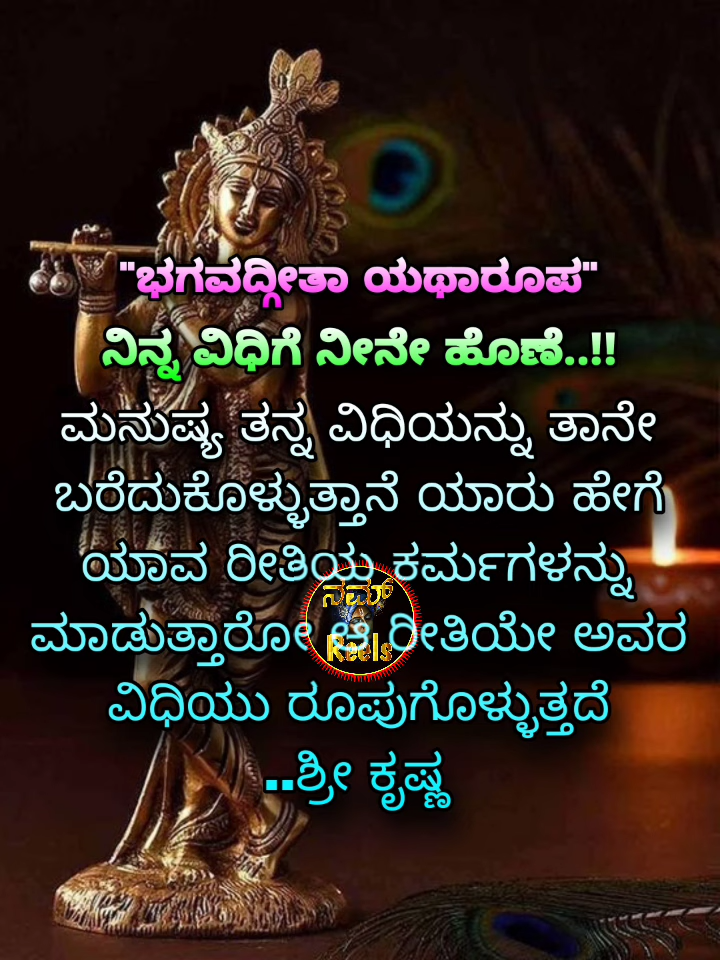 "ಭಗವದ್ಗೀತಾ ಯಥಾರೂಪ"
ನಿನ್ನ ವಿಧಿಗೆ ನೀನೇ ಹೊಣೆ..!!
ಮನುಷ್ಯ ತನ್ನ ವಿಧಿಯನ್ನು ತಾನೇ
ಬರೆದುಕೊಳ್ಳುತ್ತಾನೆ ಯಾರು ಹೇಗೆ
ಯಾವ ರೀತಿಯ ಕರ್ಮಗಳನ್ನು
ಮಾಡುತ್ತಾರೋ ಆ ರೀತಿಯೇ ಅವರ
ವಿಧಿಯು ರೂಪುಗೊಳ್ಳುತ್ತದೆ
..ಶ್ರೀ ಕೃಷ್ಣ
ನಮ್
Reels